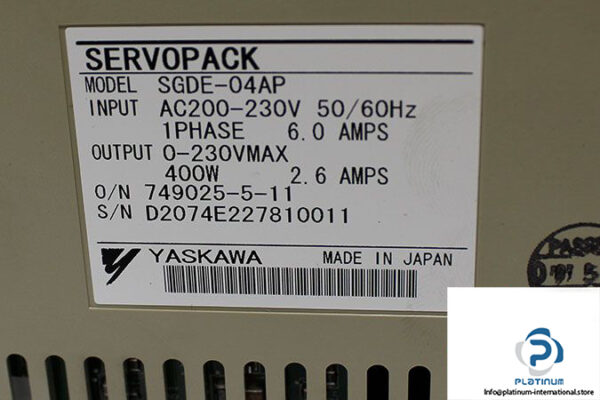 SERVOPACK
MODEL SGDE-04AP
INPUT AC200-230V 50/60Hz
1PHASE 6.0 AMPS
OUTPUT 0-230VMAX
400W 2.6 AMPS
O/N 749025-5-11
S/N D2074E227810011
YASKAWA MADE IN JAPAN
PLATINUM
Info@platinum-international.store